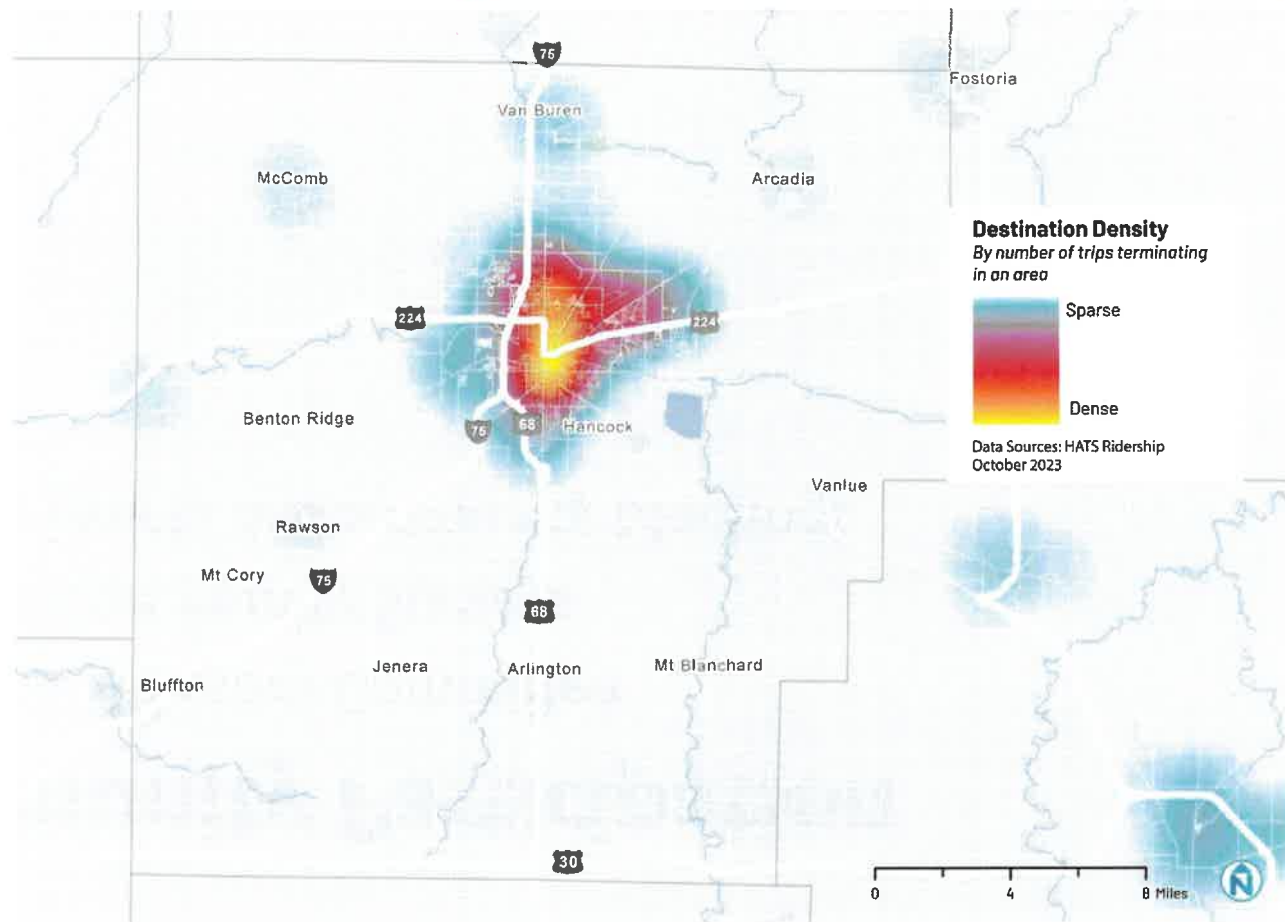 75
Fostoria
Van Buren
McComb
Arcadia
Destination Density
By number of trips terminating
in an area
Sparse
Dense
Data Sources: HATS Ridership
October 2023
224
224
Benton Ridge
75
68
Hancock
Vanlue
Rawson
Mt Cory
75
68
Jenera
Arlington
Mt Blanchard
Bluffton
30
0
4
8 Miles
N